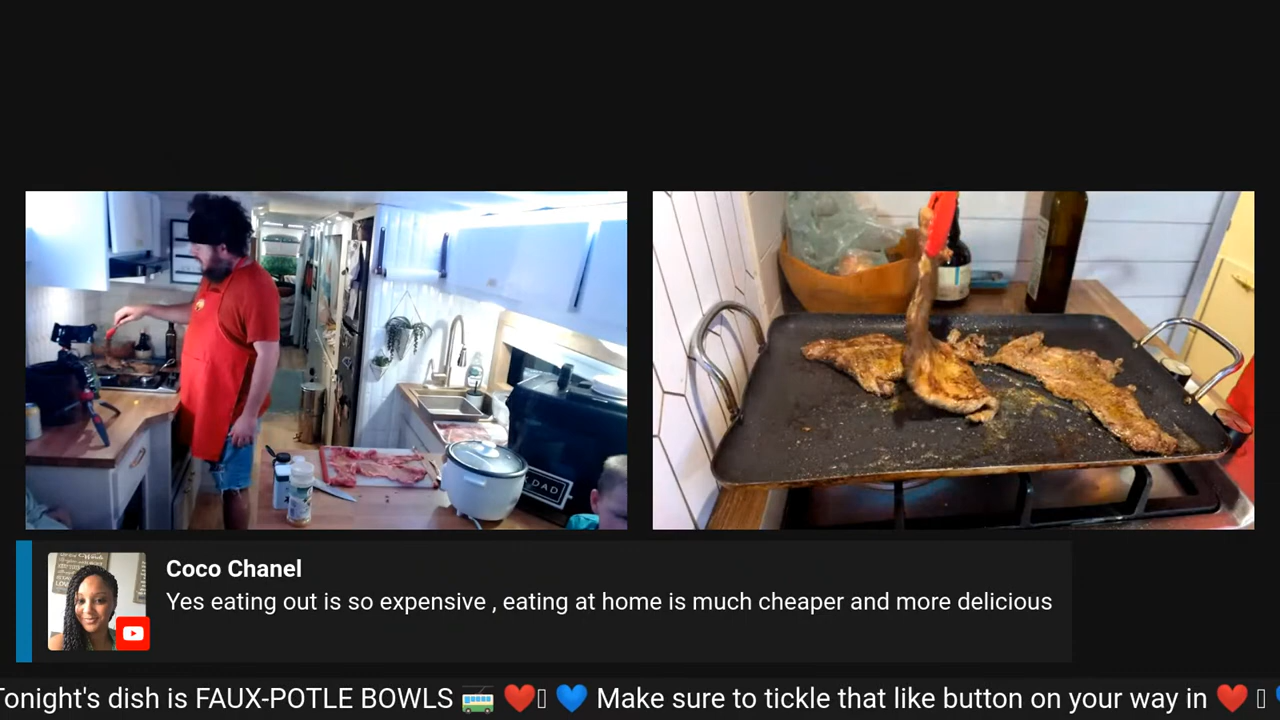 DAD
Coco Chanel
Yes eating out is so expensive , eating at home is much cheaper and more delicious
Tonight's dish is FAUX-POTLE BOWLS 🚎 ❤️ 💙 Make sure to tickle that like button on your way in ❤️